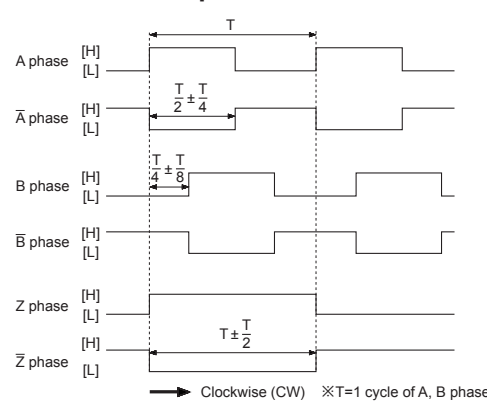 T
A phase [H]
[L]
A̅ phase [H]
[L]
T/2 ± T/4
T/4 ± T/8
B phase [H]
[L]
B̅ phase [H]
[L]
Z phase [H]
[L]
Z̅ phase [H]
[L]
T ± T/2
Clockwise (CW) ※T=1 cycle of A, B phase